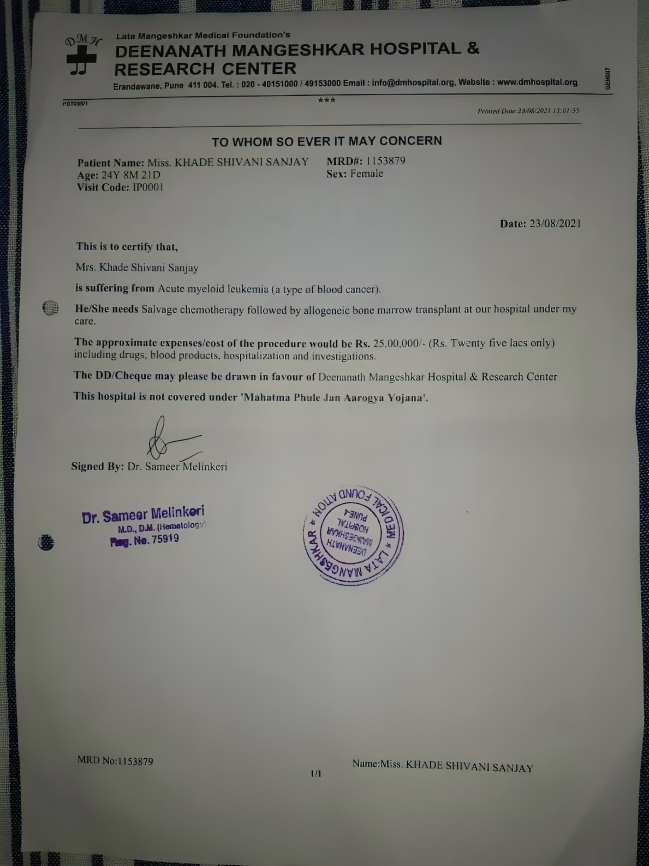 DMH
Lata Mangeshkar Medical Foundation's
DEENANATH MANGESHKAR HOSPITAL &
RESEARCH CENTER
Erandawane, Pune 411 004. Tel. : 020 - 40151000 / 49153000 Email : info@dmhospital.org, Website : www.dmhospital.org
***
Printed Date:23/08/2021 13:01:55
TO WHOM SO EVER IT MAY CONCERN
Patient Name: Miss. KHADE SHIVANI SANJAY MRD#: 1153879
Age: 24Y 8M 21D Sex: Female
Visit Code: IP0001
Date: 23/08/2021
This is to certify that,
Mrs. Khade Shivani Sanjay
is suffering from Acute myeloid leukemia (a type of blood cancer).
He/She needs Salvage chemotherapy followed by allogeneic bone marrow transplant at our hospital under my
care.
The approximate expenses/cost of the procedure would be Rs. 25,00,000/- (Rs. Twenty five lacs only)
including drugs, blood products, hospitalization and investigations.
The DD/Cheque may please be drawn in favour of Deenanath Mangeshkar Hospital & Research Center
This hospital is not covered under 'Mahatma Phule Jan Aarogya Yojana'.
Signed By: Dr. Sameer Melinkeri
Dr. Sameer Melinkeri
M.D., D.M. (Hematology)
Reg. No. 75919
* LATA MANGESHKAR * MEDICAL FOUNDATION
DEENANATH
MANGESHKAR
HOSPITAL
PUNE-4
MRD No:1153879
Name:Miss. KHADE SHIVANI SANJAY
1/1